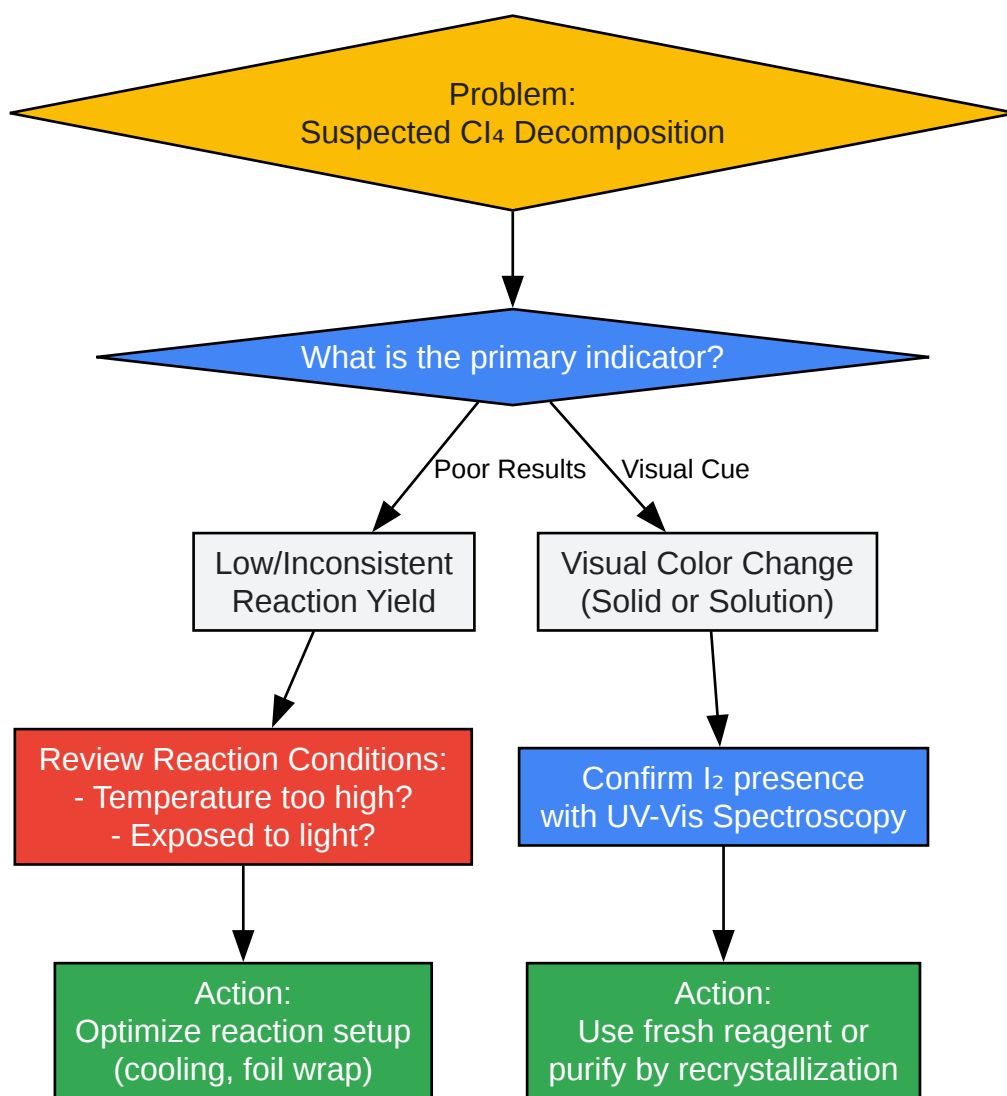 Problem:
Suspected CI₄ Decomposition
What is the primary indicator?
Poor Results
Visual Cue
Low/Inconsistent
Reaction Yield
Visual Color Change
(Solid or Solution)
Review Reaction Conditions:
- Temperature too high?
- Exposed to light?
Confirm I₂ presence
with UV-Vis Spectroscopy
Action:
Optimize reaction setup
(cooling, foil wrap)
Action:
Use fresh reagent or
purify by recrystallization